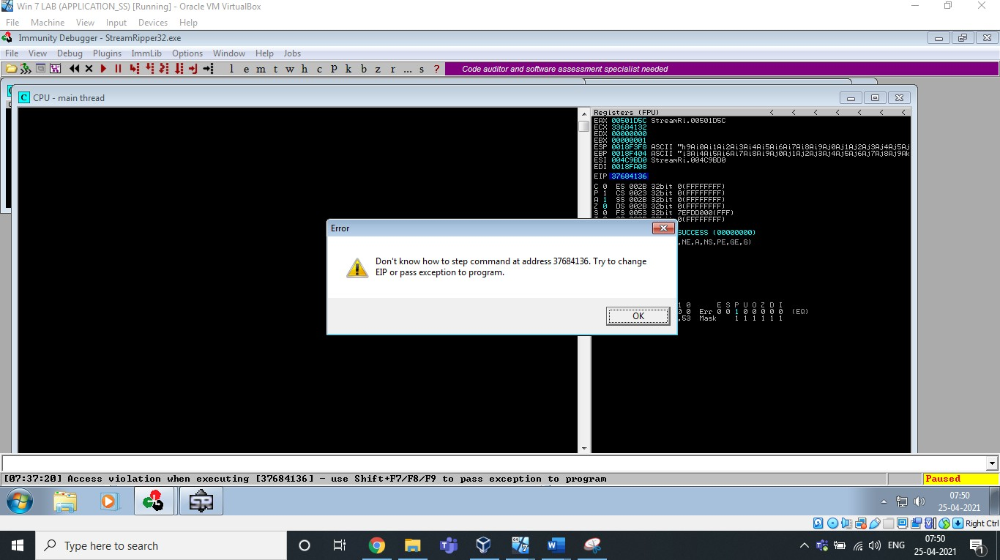 Win 7 LAB (APPLICATION_SS) [Running] - Oracle VM VirtualBox
File Machine View Input Devices Help
Immunity Debugger - StreamRipper32.exe
File View Debug Plugins ImmLib Options Window Help Jobs
l e m t w h c P k b z r ... s ?
Code auditor and software assessment specialist needed
C CPU - main thread
Registers (FPU) < < < < < < <
EAX 00501D5C StreamRi.00501D5C
ECX 33684132
EDX 00000000
EBX 00000001
ESP 0018F3F8 ASCII "h9Ai0Ai1Ai2Ai3Ai4Ai5Ai6Ai7Ai8Ai9Aj0Aj1Aj2Aj3Aj4Aj5Aj
EBP 0018F404 ASCII "i3Ai4Ai5Ai6Ai7Ai8Ai9Aj0Aj1Aj2Aj3Aj4Aj5Aj6Aj7Aj8Aj9Ak
ESI 004C9BD0 StreamRi.004C9BD0
EDI 0018FA08
EIP 37684136
C 0 ES 002B 32bit 0(FFFFFFFF)
P 1 CS 0023 32bit 0(FFFFFFFF)
A 1 SS 002B 32bit 0(FFFFFFFF)
Z 0 DS 002B 32bit 0(FFFFFFFF)
S 0 FS 0053 32bit 7EFDD000(FFF)
0(FFFFFFFF)
SUCCESS (00000000)
,NE,A,NS,PE,GE,G)
Error
Don't know how to step command at address 37684136. Try to change
EIP or pass exception to program.
OK
1 0 E S P U O Z D I
0 0 Err 0 0 1 0 0 0 0 0 (EQ)
,53 Mask 1 1 1 1 1 1
[07:37:20] Access violation when executing [37684136] - use Shift+F7/F8/F9 to pass exception to program
Paused
07:50
25-04-2021
Right Ctrl
Type here to search
ENG
07:50
25-04-2021
1